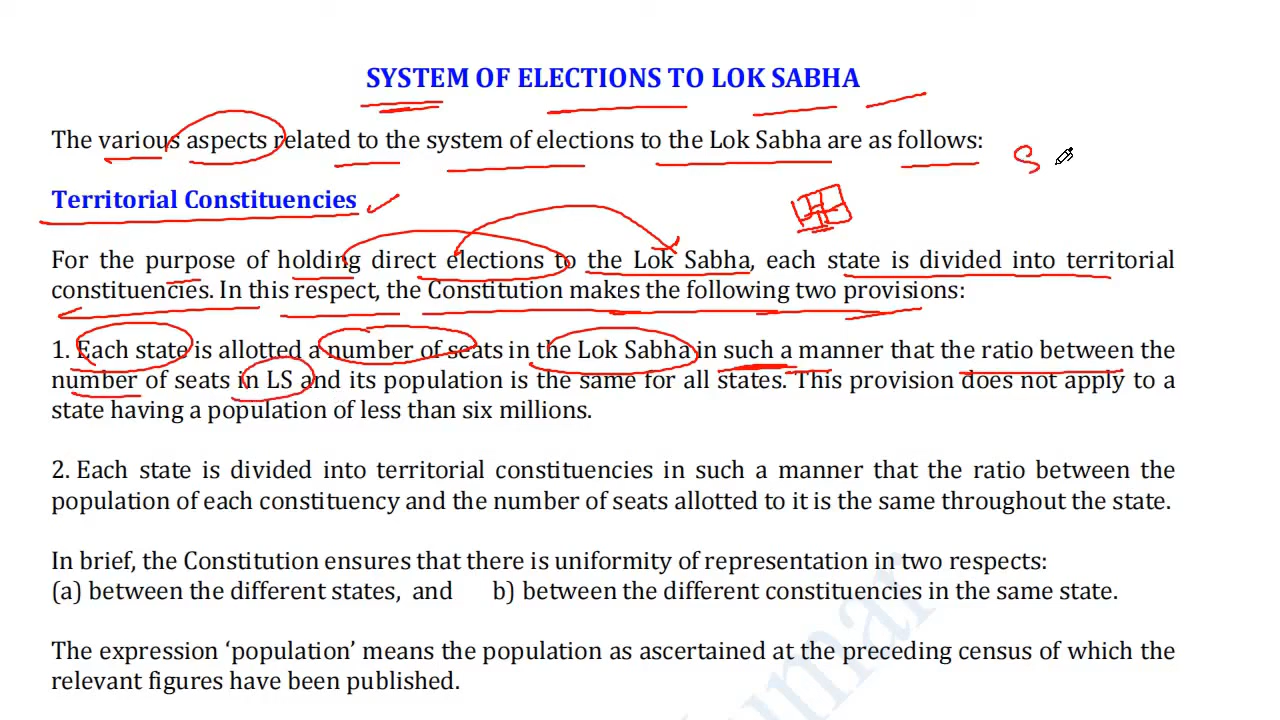 SYSTEM OF ELECTIONS TO LOK SABHA
The various aspects related to the system of elections to the Lok Sabha are as follows:
S
Territorial Constituencies
For the purpose of holding direct elections to the Lok Sabha, each state is divided into territorial
constituencies. In this respect, the Constitution makes the following two provisions:
1. Each state is allotted a number of seats in the Lok Sabha in such a manner that the ratio between the
number of seats in LS and its population is the same for all states. This provision does not apply to a
state having a population of less than six millions.
2. Each state is divided into territorial constituencies in such a manner that the ratio between the
population of each constituency and the number of seats allotted to it is the same throughout the state.
In brief, the Constitution ensures that there is uniformity of representation in two respects:
(a) between the different states, and b) between the different constituencies in the same state.
The expression ‘population’ means the population as ascertained at the preceding census of which the
relevant figures have been published.